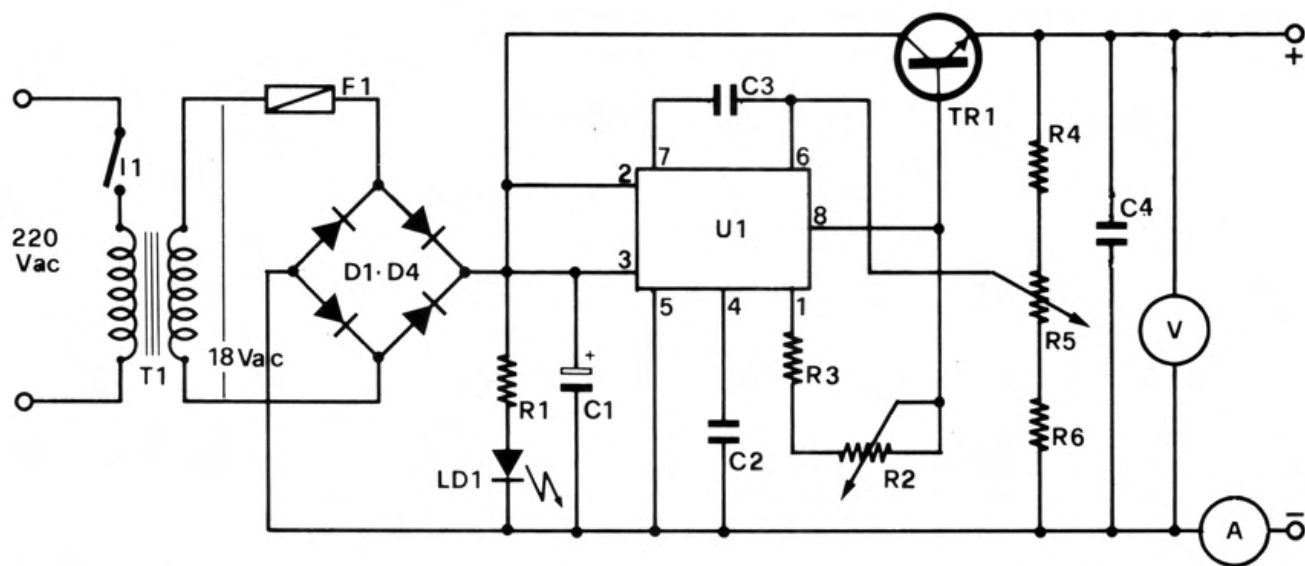 F1
C3
TR1
+
I1
7
6
R4
2
C4
U1
8
220
Vac
D1·D4
3
5
4
1
R5
V
T1
18Vac
+
R3
R1
C1
R6
C2
R2
LD1
A
–